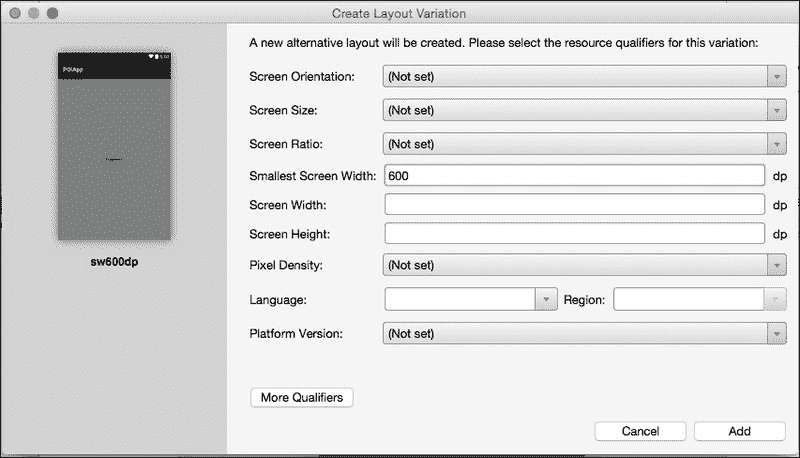 Create Layout Variation
POIApp
5:00
sw600dp
A new alternative layout will be created. Please select the resource qualifiers for this variation:
Screen Orientation: (Not set)
Screen Size: (Not set)
Screen Ratio: (Not set)
Smallest Screen Width: 600 dp
Screen Width: dp
Screen Height: dp
Pixel Density: (Not set)
Language: Region:
Platform Version: (Not set)
More Qualifiers
Cancel Add